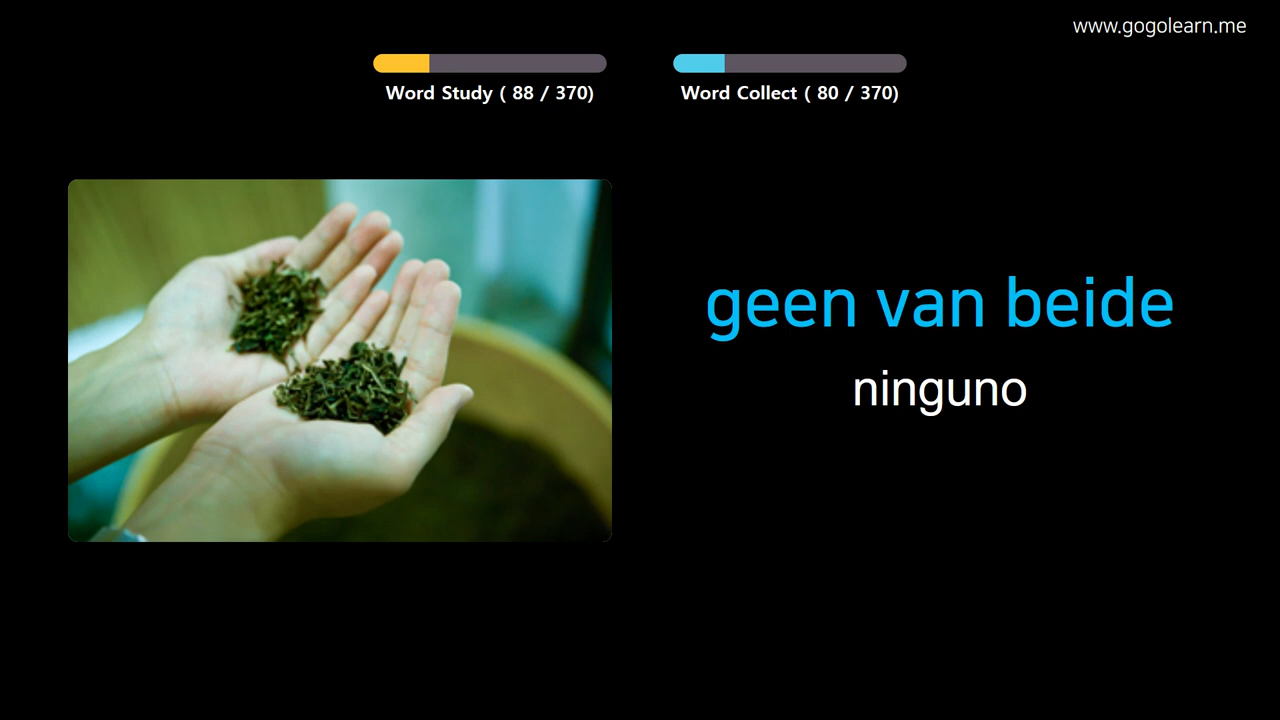 www.gogolearn.me
Word Study ( 88 / 370)
Word Collect ( 80 / 370)
geen van beide
ninguno